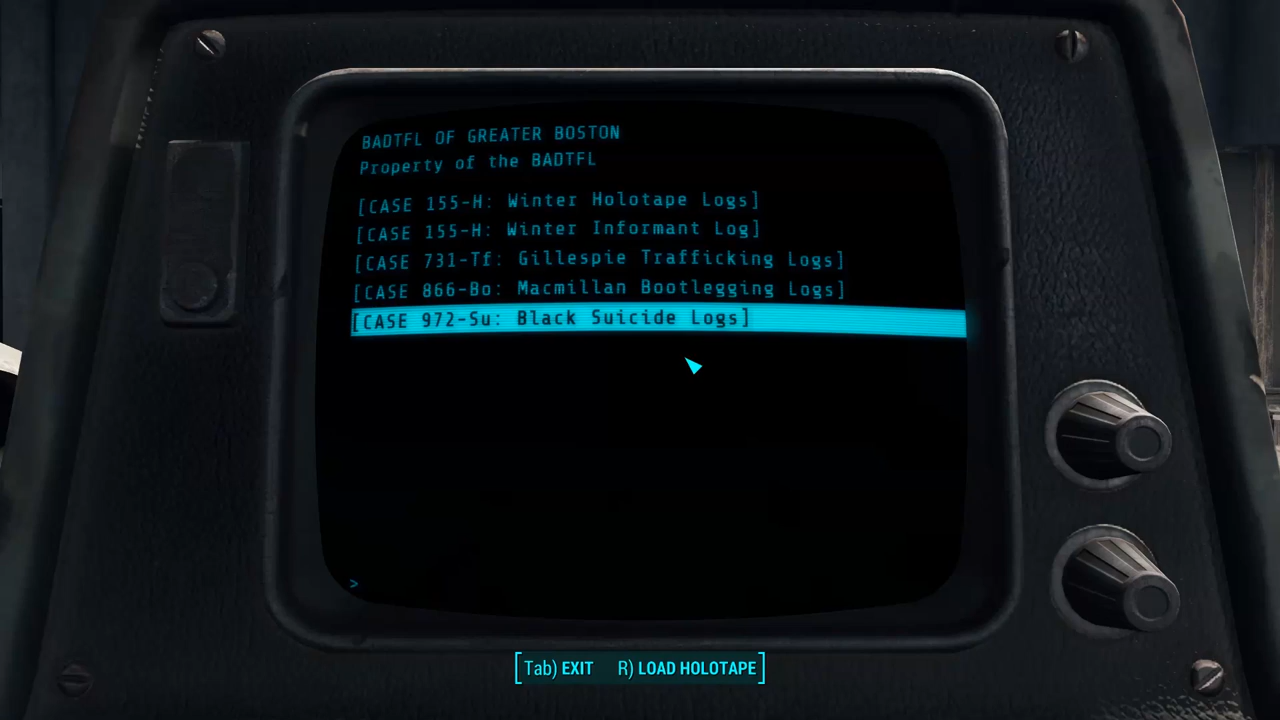 BADTFL OF GREATER BOSTON
Property of the BADTFL
[CASE 155-H: Winter Holotape Logs]
[CASE 155-H: Winter Informant Log]
[CASE 731-Tf: Gillespie Trafficking Logs]
[CASE 866-Bo: Macmillan Bootlegging Logs]
[CASE 972-Su: Black Suicide Logs]
>
[Tab) EXIT R) LOAD HOLOTAPE]